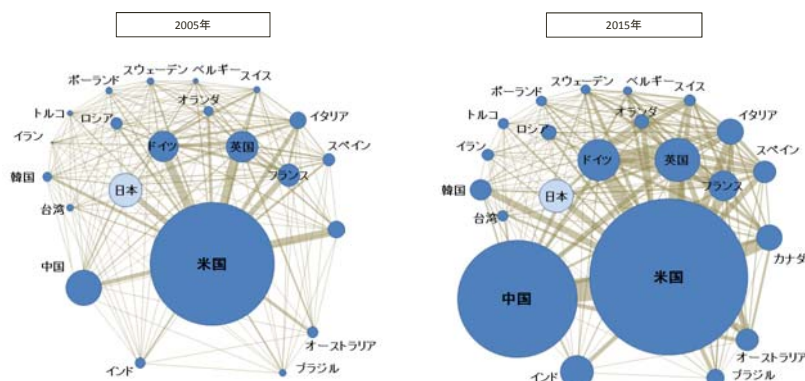 2005年
2015年
スウェーデン
ベルギー
スイス
ポーランド
オランダ
トルコ
ロシア
イタリア
イラン
ドイツ
英国
スペイン
韓国
日本
フランス
台湾
米国
中国
オーストラリア
インド
ブラジル
スウェーデン
ベルギー
スイス
ポーランド
オランダ
トルコ
ロシア
イタリア
イラン
ドイツ
英国
スペイン
韓国
日本
フランス
台湾
カナダ
米国
中国
オーストラリア
インド
ブラジル